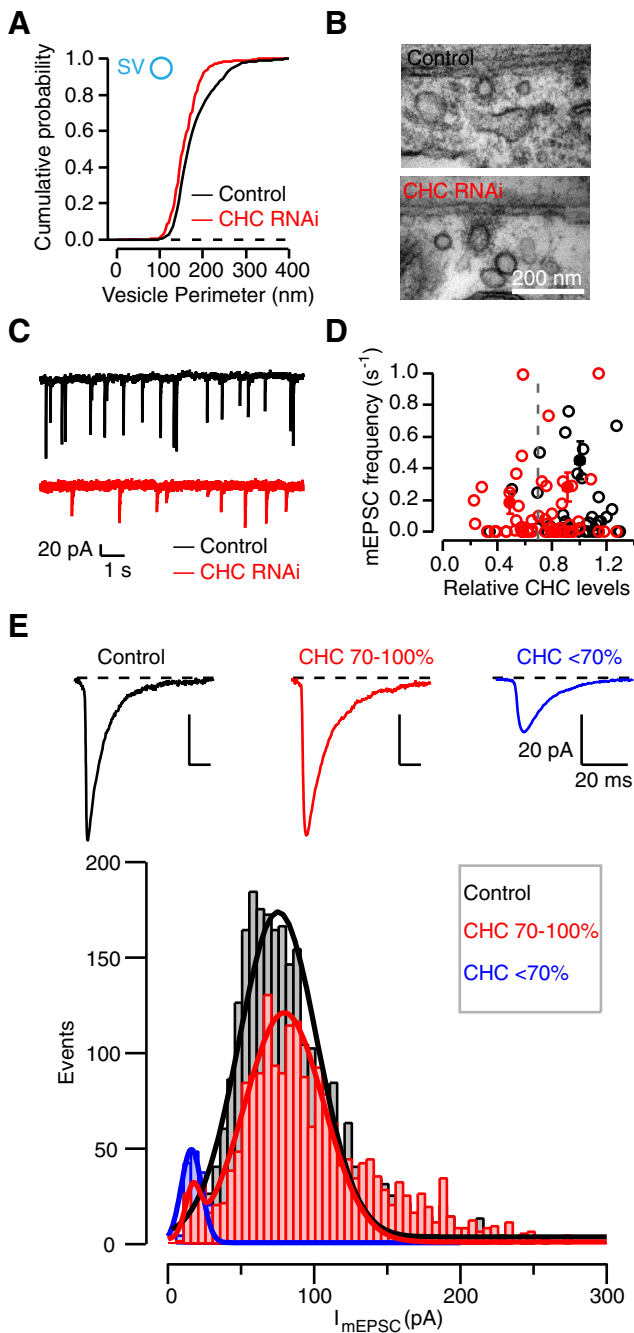 A
SV
Cumulative probability
1.0
0.8
0.6
0.4
0.2
0.0
Control
CHC RNAi
0
100
200
300
400
Vesicle Perimeter (nm)
B
Control
CHC RNAi
200 nm
C
20 pA
1 s
Control
CHC RNAi
D
mEPSC frequency (s⁻¹)
1.0
0.8
0.6
0.4
0.2
0.0
0.0
0.4
0.8
1.2
Relative CHC levels
E
Control
CHC 70-100%
CHC <70%
20 pA
20 ms
Events
200
150
100
50
0
Control
CHC 70-100%
CHC <70%
0
100
200
300
I mEPSC (pA)